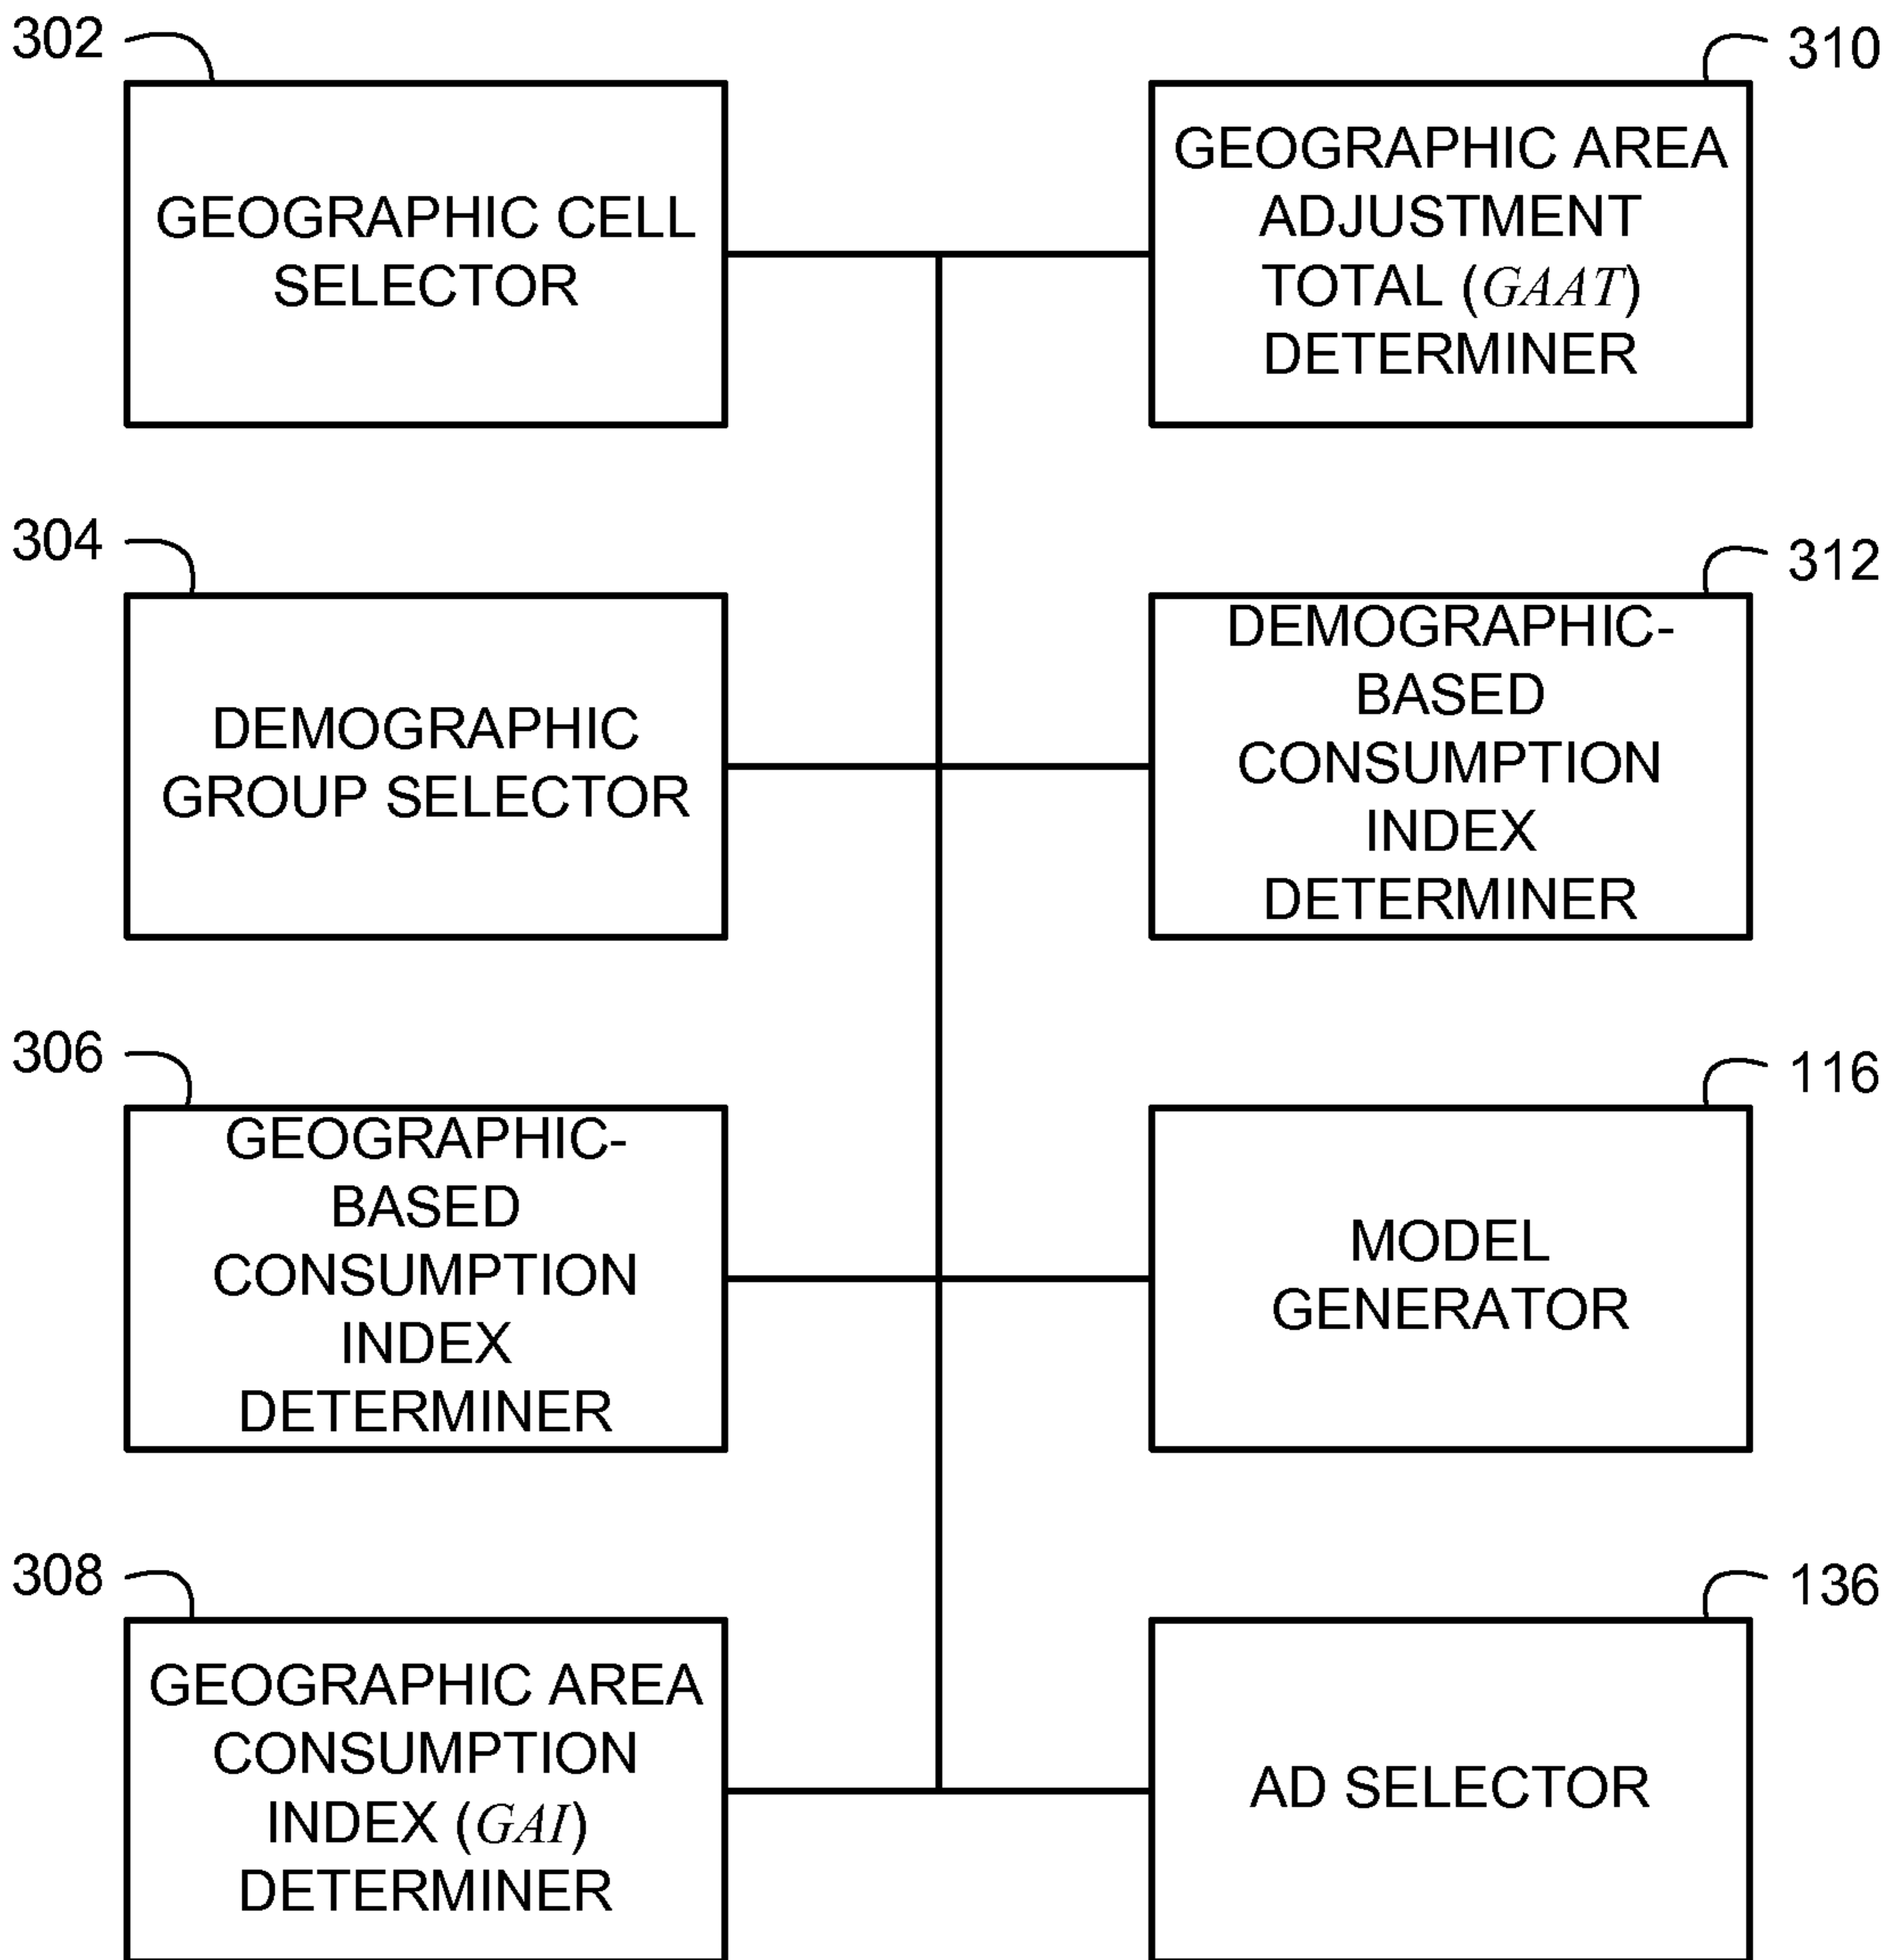 302
GEOGRAPHIC CELL
SELECTOR
310
GEOGRAPHIC AREA
ADJUSTMENT
TOTAL (GAAT)
DETERMINER
304
DEMOGRAPHIC
GROUP SELECTOR
312
DEMOGRAPHIC-
BASED
CONSUMPTION
INDEX
DETERMINER
306
GEOGRAPHIC-
BASED
CONSUMPTION
INDEX
DETERMINER
116
MODEL
GENERATOR
308
GEOGRAPHIC AREA
CONSUMPTION
INDEX (GAI)
DETERMINER
136
AD SELECTOR